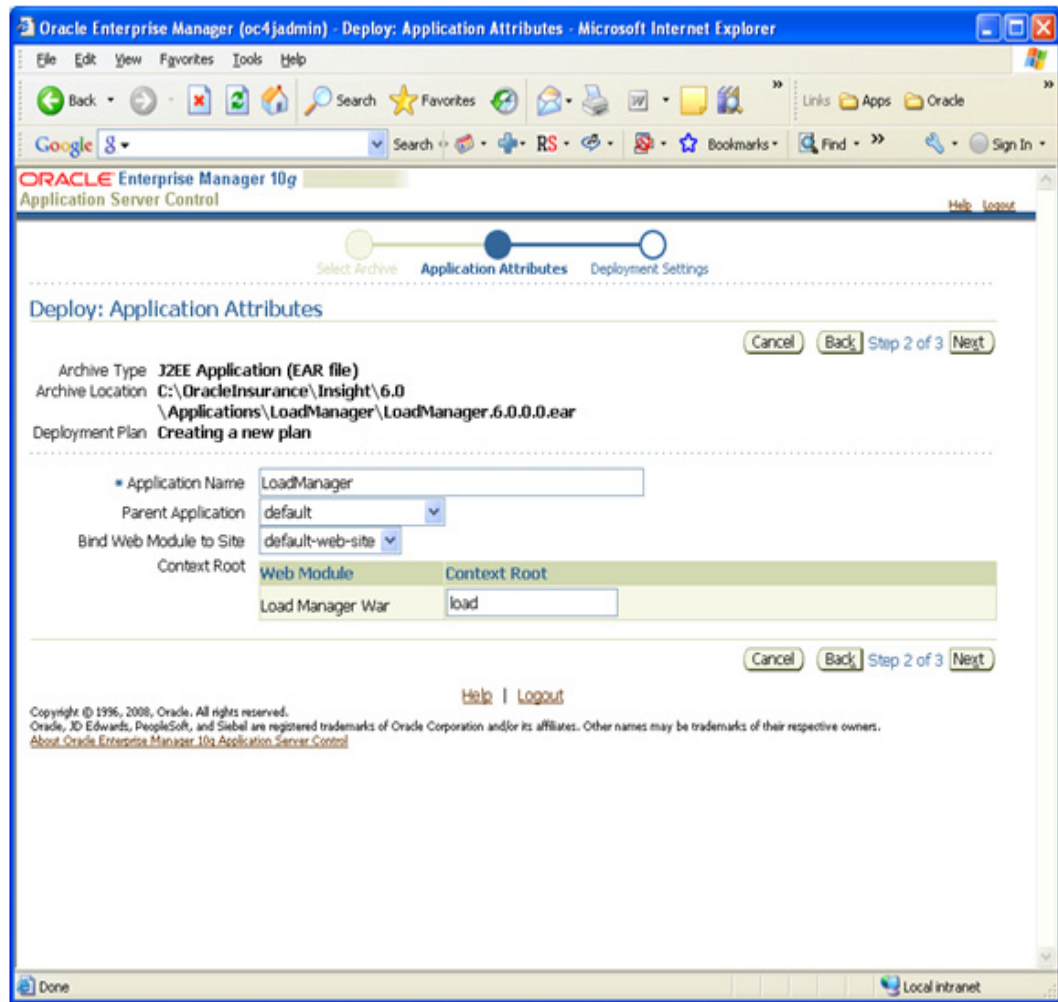 Oracle Enterprise Manager (oc4jadmin) - Deploy: Application Attributes - Microsoft Internet Explorer
File Edit View Favorites Tools Help
Back Search Favorites Links Apps Oracle
Google Search RS Bookmarks Find Sign In
ORACLE Enterprise Manager 10g
Application Server Control
Help Logout
Select Archive Application Attributes Deployment Settings
Deploy: Application Attributes
Cancel Back Step 2 of 3 Next
Archive Type J2EE Application (EAR file)
Archive Location C:\OracleInsurance\Insight\6.0
\Applications\LoadManager\LoadManager.6.0.0.0.ear
Deployment Plan Creating a new plan
* Application Name LoadManager
Parent Application default
Bind Web Module to Site default-web-site
Context Root Web Module Context Root
Load Manager War load
Cancel Back Step 2 of 3 Next
Help | Logout
Copyright © 1996, 2008, Oracle. All rights reserved.
Oracle, JD Edwards, PeopleSoft, and Siebel are registered trademarks of Oracle Corporation and/or its affiliates. Other names may be trademarks of their respective owners.
About Oracle Enterprise Manager 10g Application Server Control
Done Local intranet